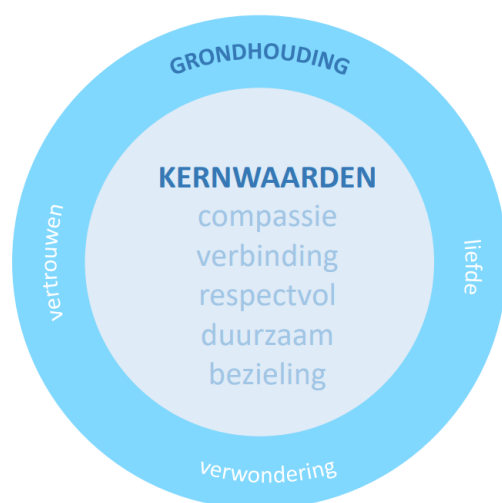 GRONDHOUDING
KERNWAARDEN
compassie
verbinding
respectvol
duurzaam
bezieling
vertrouwen
liefde
verwondering